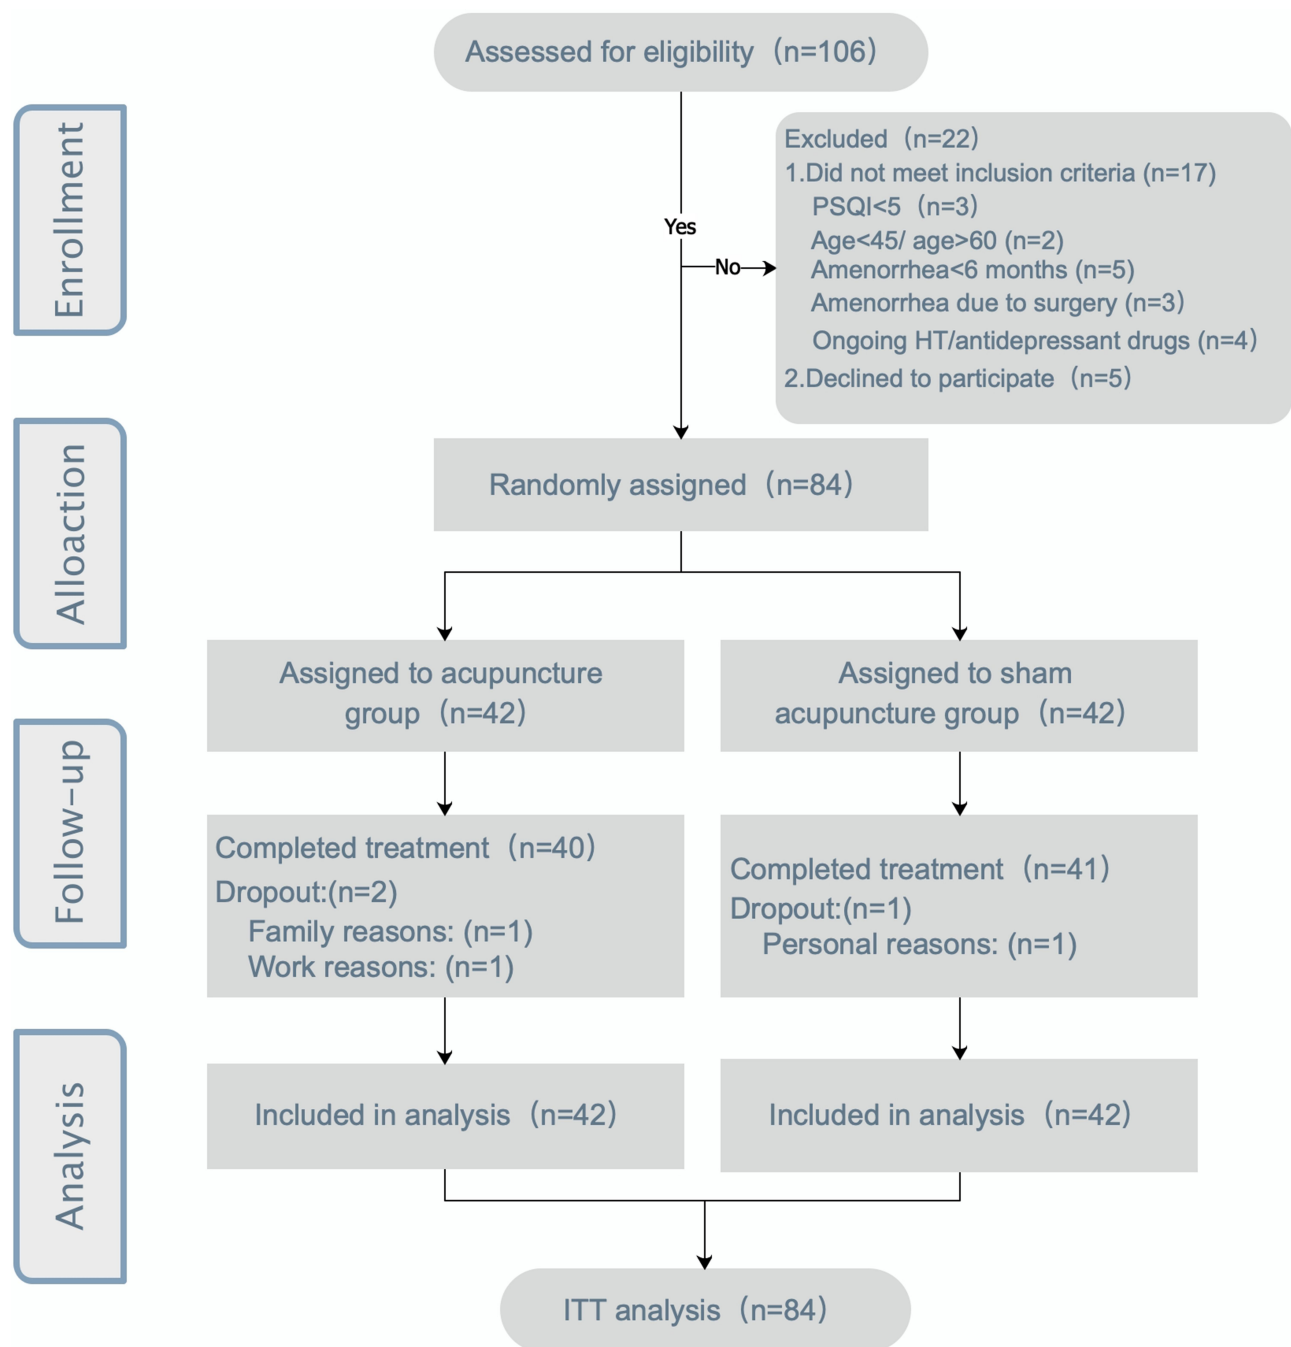 Assessed for eligibility（n=106）
Enrollment
Excluded（n=22）
1.Did not meet inclusion criteria (n=17)
PSQI<5（n=3）
Age<45/ age>60 (n=2)
Amenorrhea<6 months (n=5)
Amenorrhea due to surgery (n=3)
Ongoing HT/antidepressant drugs (n=4)
2.Declined to participate（n=5）
Yes
No
Alloaction
Randomly assigned（n=84）
Assigned to acupuncture
group（n=42）
Assigned to sham
acupuncture group（n=42）
Follow-up
Completed treatment（n=40）
Dropout:(n=2)
Family reasons: (n=1)
Work reasons: (n=1)
Completed treatment（n=41）
Dropout:(n=1)
Personal reasons: (n=1)
Analysis
Included in analysis（n=42）
Included in analysis（n=42）
ITT analysis（n=84）